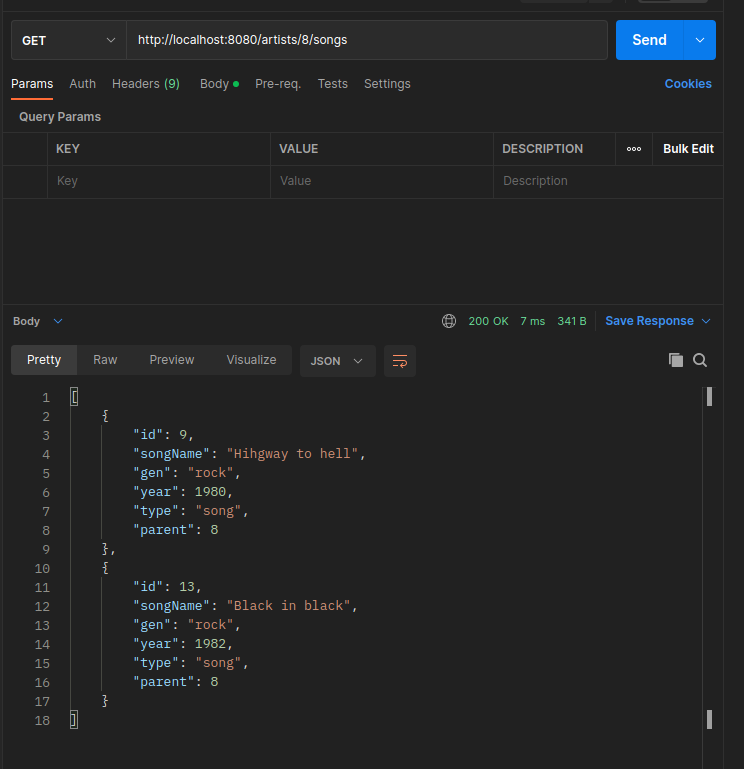 GET http://localhost:8080/artists/8/songs Send
Params Auth Headers (9) Body Pre-req. Tests Settings Cookies
Query Params
KEY VALUE DESCRIPTION Bulk Edit
Key Value Description
Body 200 OK 7 ms 341 B Save Response
Pretty Raw Preview Visualize JSON
1 [
2 {
3 "id": 9,
4 "songName": "Hihgway to hell",
5 "gen": "rock",
6 "year": 1980,
7 "type": "song",
8 "parent": 8
9 },
10 {
11 "id": 13,
12 "songName": "Black in black",
13 "gen": "rock",
14 "year": 1982,
15 "type": "song",
16 "parent": 8
17 }
18 ]